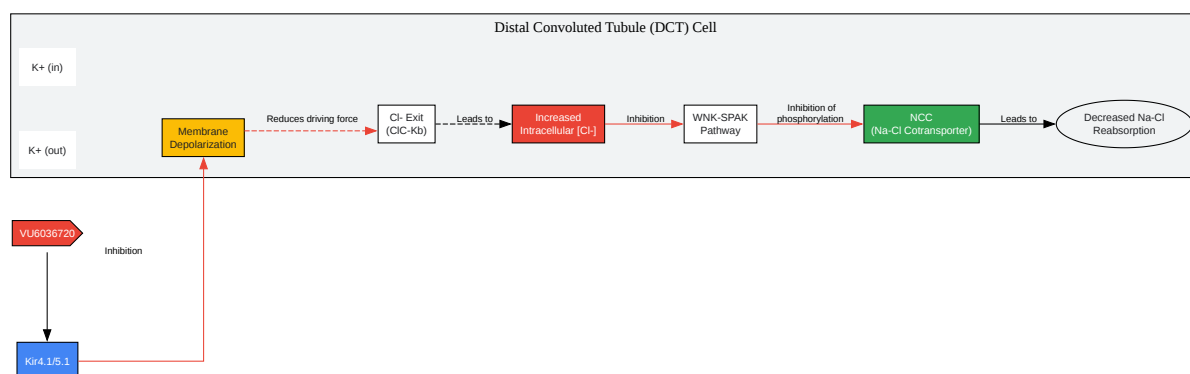 Distal Convoluted Tubule (DCT) Cell
K+ (in)
K+ (out)
Membrane
Depolarization
Reduces driving force
Cl- Exit
(ClC-Kb)
Leads to
Increased
Intracellular [Cl-]
Inhibition
WNK-SPAK
Pathway
Inhibition of
phosphorylation
NCC
(Na-Cl Cotransporter)
Leads to
Decreased Na-Cl
Reabsorption
VU6036720
Inhibition
Kir4.1/5.1